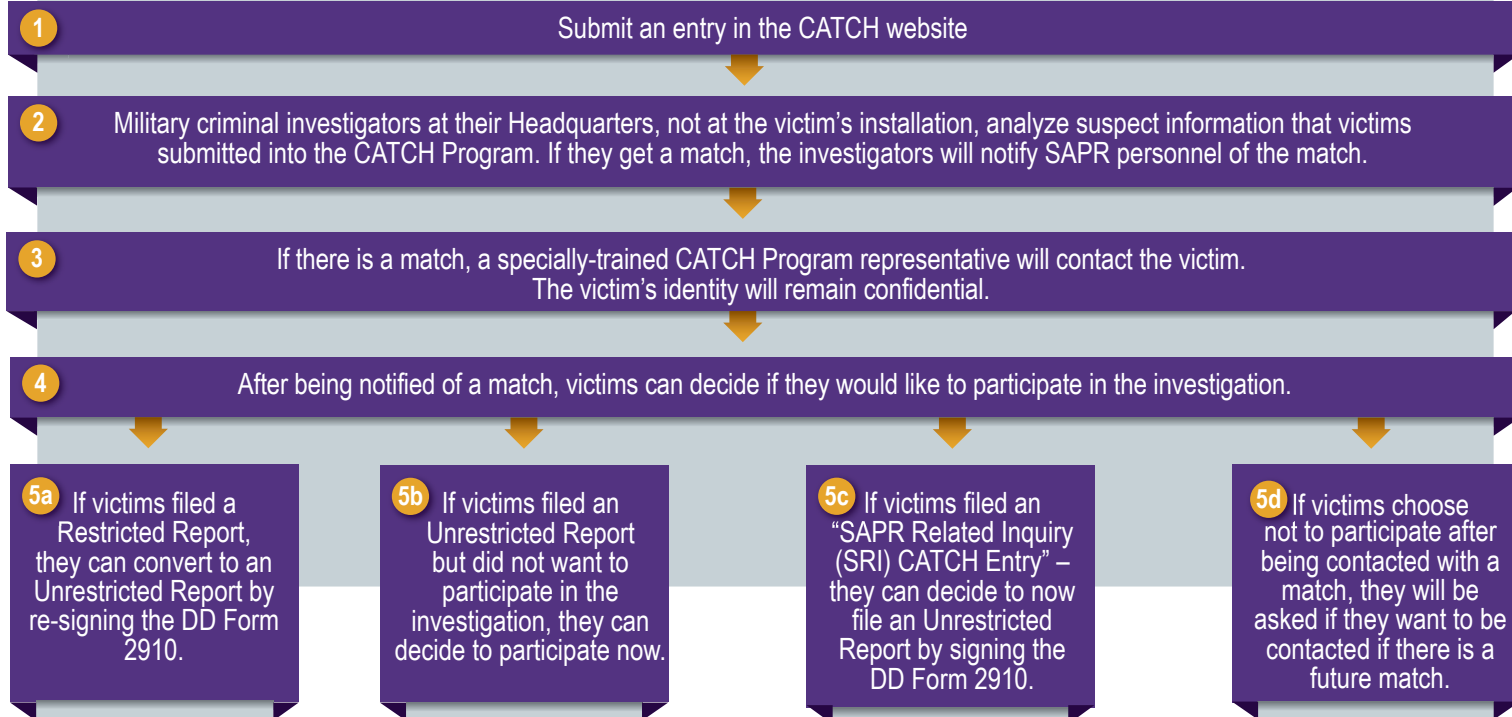 1
Submit an entry in the CATCH website
2
Military criminal investigators at their Headquarters, not at the victim’s installation, analyze suspect information that victims
submitted into the CATCH Program. If they get a match, the investigators will notify SAPR personnel of the match.
3
If there is a match, a specially-trained CATCH Program representative will contact the victim.
The victim’s identity will remain confidential.
4
After being notified of a match, victims can decide if they would like to participate in the investigation.
5a
If victims filed a
Restricted Report,
they can convert to an
Unrestricted Report by
re-signing the DD Form
2910.
5b
If victims filed an
Unrestricted Report
but did not want to
participate in the
investigation, they can
decide to participate now.
5c
If victims filed an
“SAPR Related Inquiry
(SRI) CATCH Entry” –
they can decide to now
file an Unrestricted
Report by signing the
DD Form 2910.
5d
If victims choose
not to participate after
being contacted with a
match, they will be
asked if they want to be
contacted if there is a
future match.